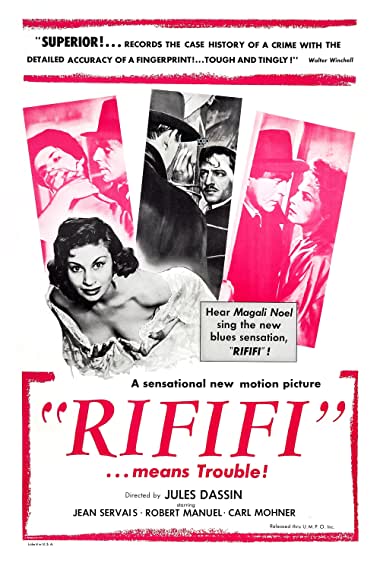 "SUPERIOR!... RECORDS THE CASE HISTORY OF A CRIME WITH THE
DETAILED ACCURACY OF A FINGERPRINT!...TOUGH AND TINGLY!" Walter Winchell
Hear Magali Noel
sing the new
blues sensation,
"RIFIFI"!
A sensational new motion picture
"RIFIFI"
...means Trouble!
Directed by JULES DASSIN
starring
JEAN SERVAIS • ROBERT MANUEL • CARL MOHNER
Released thru U.M.P.O. Inc.
Litho in U.S.A.